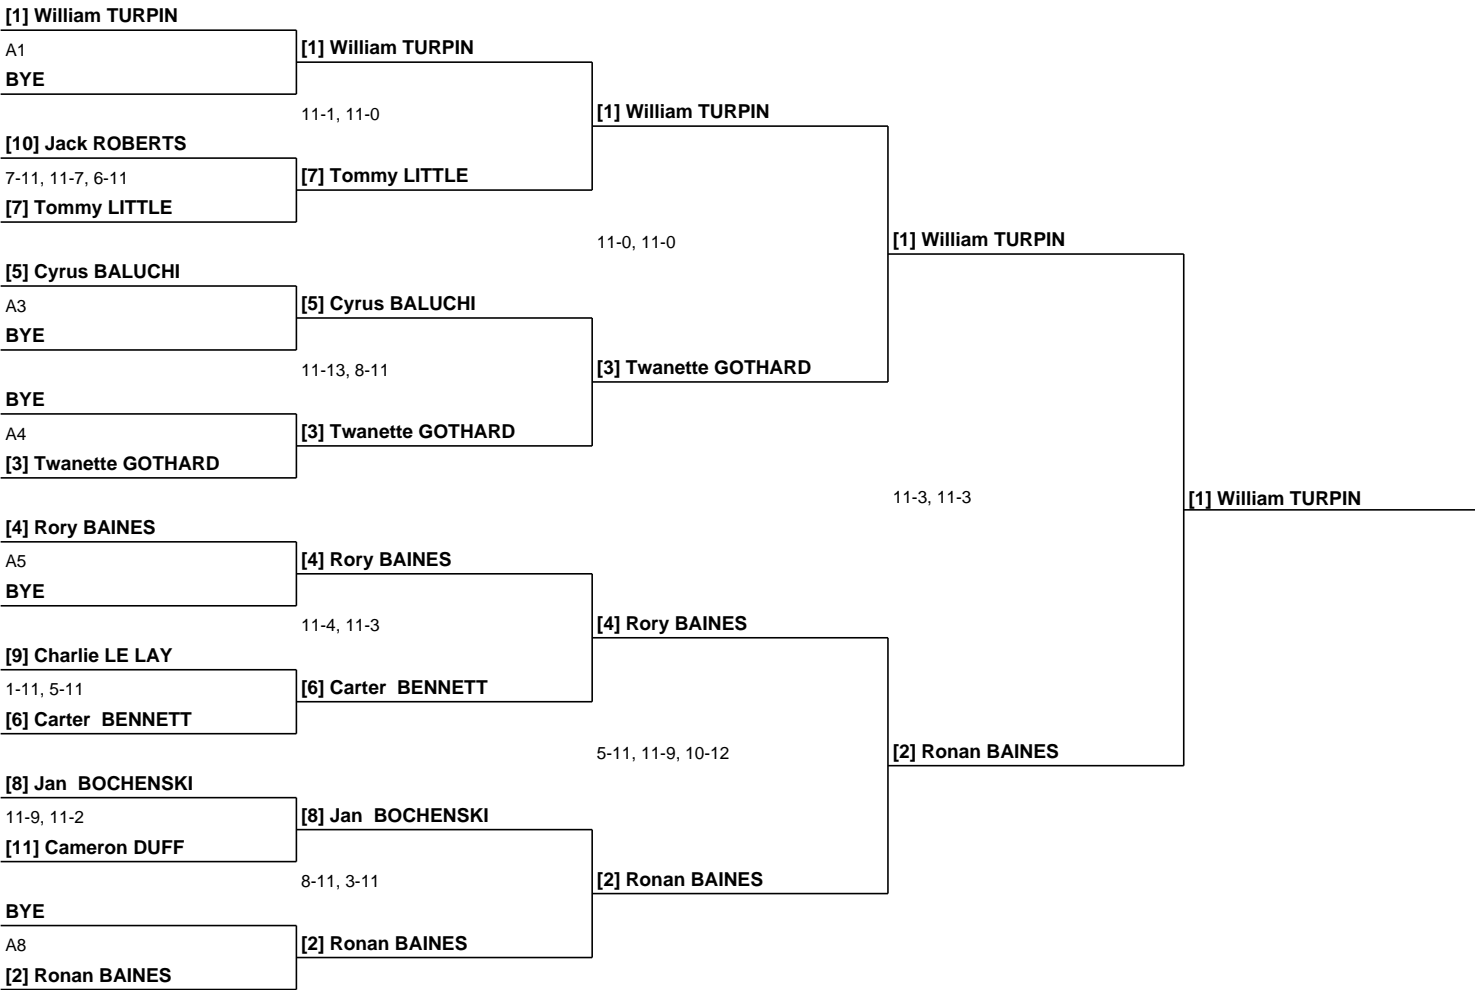 [1] William TURPIN
A1
BYE
[10] Jack ROBERTS
7-11, 11-7, 6-11
[7] Tommy LITTLE
[5] Cyrus BALUCHI
A3
BYE
BYE
A4
[3] Twanette GOTHARD
[4] Rory BAINES
A5
BYE
[9] Charlie LE LAY
1-11, 5-11
[6] Carter BENNETT
[8] Jan BOCHENSKI
11-9, 11-2
[11] Cameron DUFF
BYE
A8
[2] Ronan BAINES
[1] William TURPIN
11-1, 11-0
[7] Tommy LITTLE
[5] Cyrus BALUCHI
11-13, 8-11
[3] Twanette GOTHARD
[4] Rory BAINES
11-4, 11-3
[6] Carter BENNETT
[8] Jan BOCHENSKI
8-11, 3-11
[2] Ronan BAINES
[1] William TURPIN
11-0, 11-0
[3] Twanette GOTHARD
[4] Rory BAINES
5-11, 11-9, 10-12
[2] Ronan BAINES
[1] William TURPIN
11-3, 11-3
[2] Ronan BAINES
[1] William TURPIN